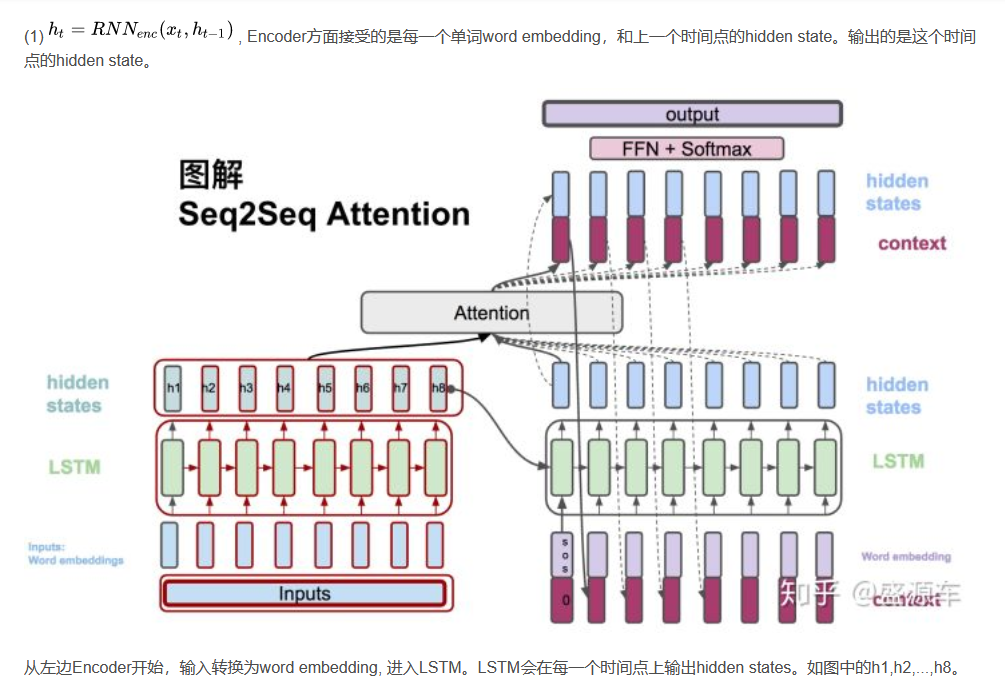 (1) h_t = RNN_{enc}(x_t, h_{t-1}) , Encoder方面接受的是每一个单词word embedding，和上一个时间点的hidden state。输出的是这个时间
点的hidden state。
output
FFN + Softmax
图解
Seq2Seq Attention
hidden
states
context
Attention
hidden
states
h1 h2 h3 h4 h5 h6 h7 h8
hidden
states
LSTM
LSTM
Inputs:
Word embeddings
s
o
s
Word embedding
Inputs
0
context
知乎 @盛源车
从左边Encoder开始，输入转换为word embedding, 进入LSTM。LSTM会在每一个时间点上输出hidden states。如图中的h1,h2,...,h8。